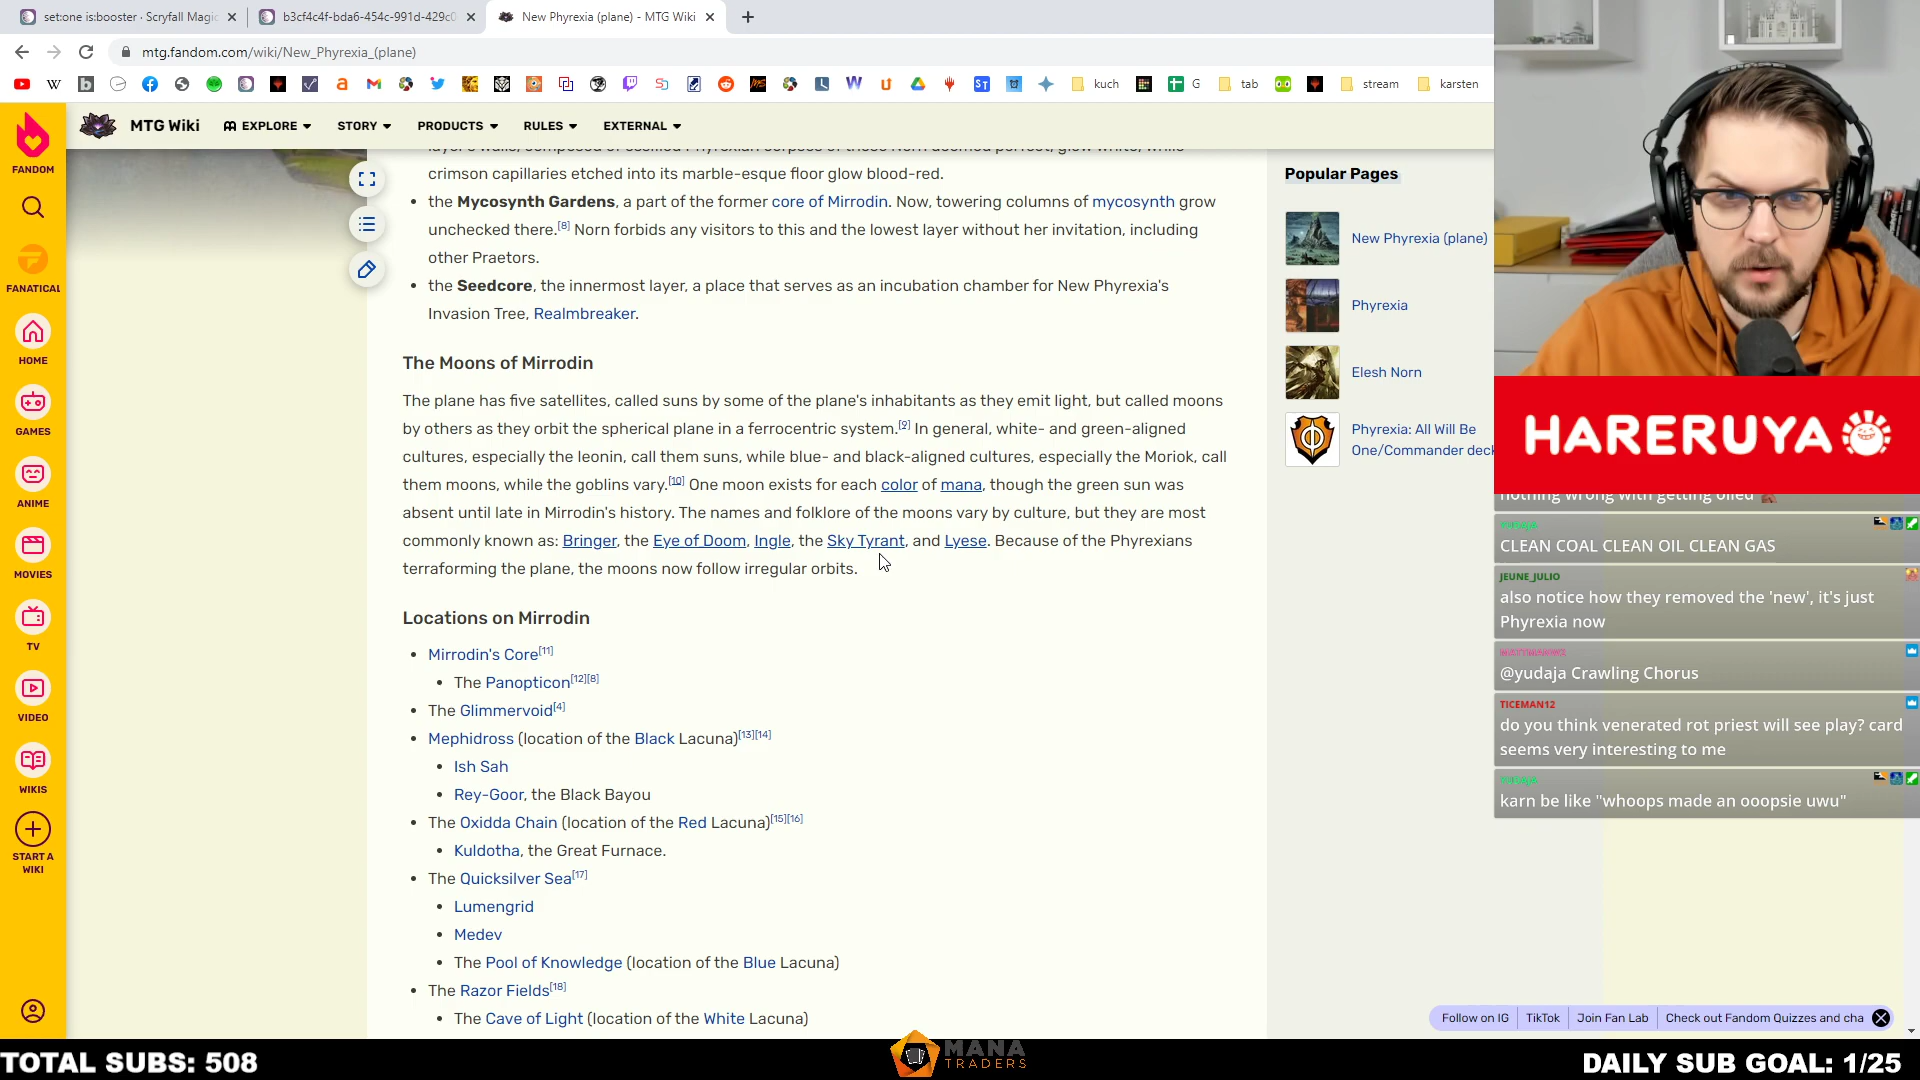 set:one is:booster · Scryfall Magic
b3cf4c4f-bda6-454c-991d-429c0
New Phyrexia (plane) - MTG Wiki
mtg.fandom.com/wiki/New_Phyrexia_(plane)
kuch
G
tab
stream
karsten
FANDOM
FANATICAL
HOME
GAMES
ANIME
MOVIES
TV
VIDEO
WIKIS
START A
WIKI
MTG Wiki
EXPLORE
STORY
PRODUCTS
RULES
EXTERNAL
crimson capillaries etched into its marble-esque floor glow blood-red.
• the Mycosynth Gardens, a part of the former core of Mirrodin. Now, towering columns of mycosynth grow
unchecked there.[8] Norn forbids any visitors to this and the lowest layer without her invitation, including
other Praetors.
• the Seedcore, the innermost layer, a place that serves as an incubation chamber for New Phyrexia's
Invasion Tree, Realmbreaker.
The Moons of Mirrodin
The plane has five satellites, called suns by some of the plane's inhabitants as they emit light, but called moons
by others as they orbit the spherical plane in a ferrocentric system.[9] In general, white- and green-aligned
cultures, especially the leonin, call them suns, while blue- and black-aligned cultures, especially the Moriok, call
them moons, while the goblins vary.[10] One moon exists for each color of mana, though the green sun was
absent until late in Mirrodin's history. The names and folklore of the moons vary by culture, but they are most
commonly known as: Bringer, the Eye of Doom, Ingle, the Sky Tyrant, and Lyese. Because of the Phyrexians
terraforming the plane, the moons now follow irregular orbits.
Locations on Mirrodin
• Mirrodin's Core[11]
• The Panopticon[12][8]
• The Glimmervoid[4]
• Mephidross (location of the Black Lacuna)[13][14]
• Ish Sah
• Rey-Goor, the Black Bayou
• The Oxidda Chain (location of the Red Lacuna)[15][16]
• Kuldotha, the Great Furnace.
• The Quicksilver Sea[17]
• Lumengrid
• Medev
• The Pool of Knowledge (location of the Blue Lacuna)
• The Razor Fields[18]
• The Cave of Light (location of the White Lacuna)
Popular Pages
New Phyrexia (plane)
Phyrexia
Elesh Norn
Phyrexia: All Will Be
One/Commander deck
HARERUYA
nothing wrong with getting oiled
CLEAN COAL CLEAN OIL CLEAN GAS
JEUNE_JULIO
also notice how they removed the 'new', it's just
Phyrexia now
@yudaja Crawling Chorus
TICEMAN12
do you think venerated rot priest will see play? card
seems very interesting to me
karn be like "whoops made an ooopsie uwu"
Follow on IG
TikTok
Join Fan Lab
Check out Fandom Quizzes and cha
TOTAL SUBS: 508
MANA
TRADERS
DAILY SUB GOAL: 1/25